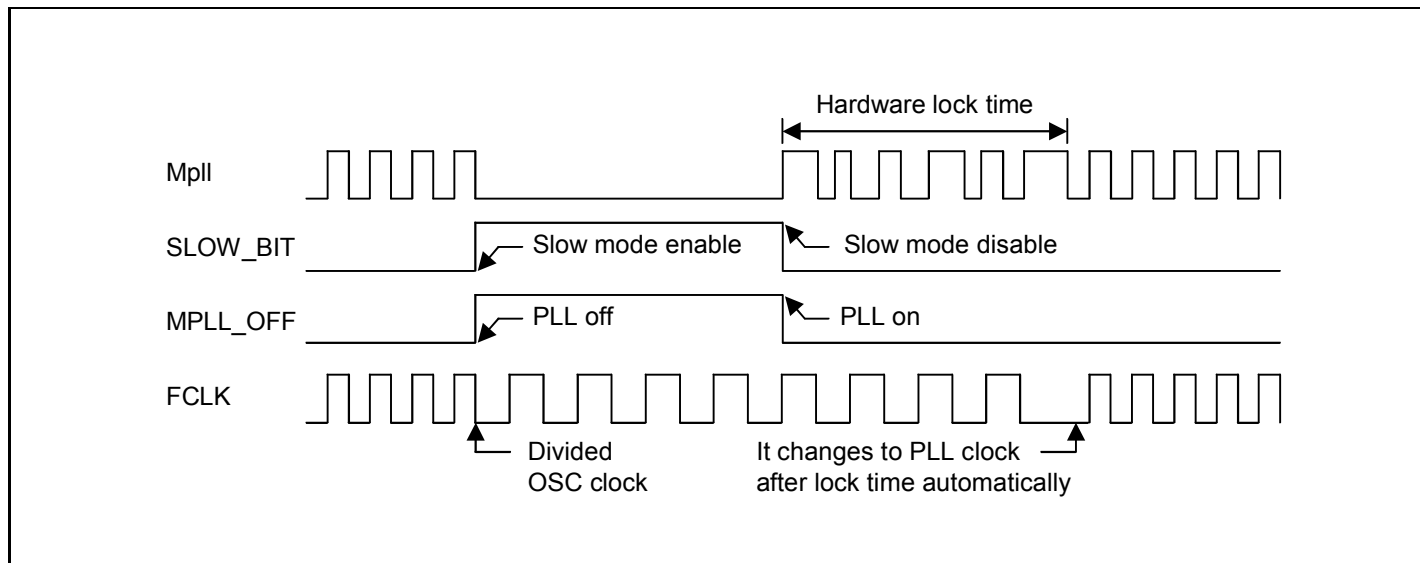 Hardware lock time
Mpll
SLOW_BIT
Slow mode enable
Slow mode disable
MPLL_OFF
PLL off
PLL on
FCLK
Divided
OSC clock
It changes to PLL clock
after lock time automatically